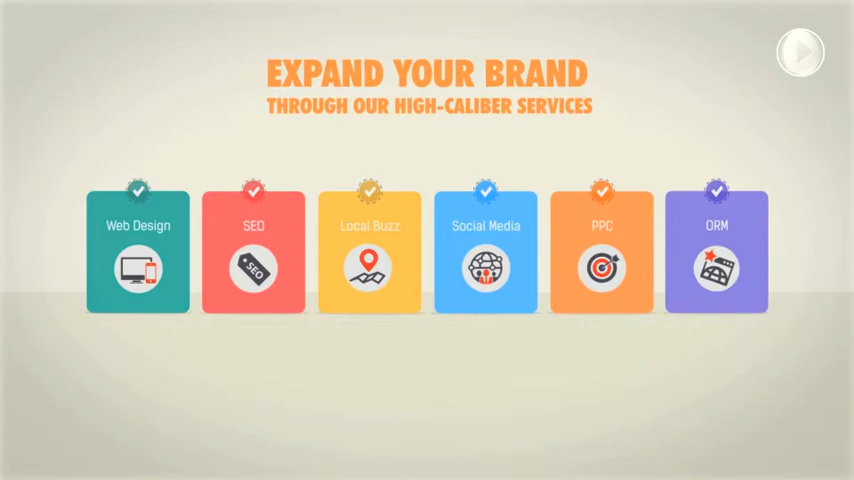 EXPAND YOUR BRAND
THROUGH OUR HIGH-CALIBER SERVICES
Web Design
SEO
Local Buzz
Social Media
PPC
ORM
SEO